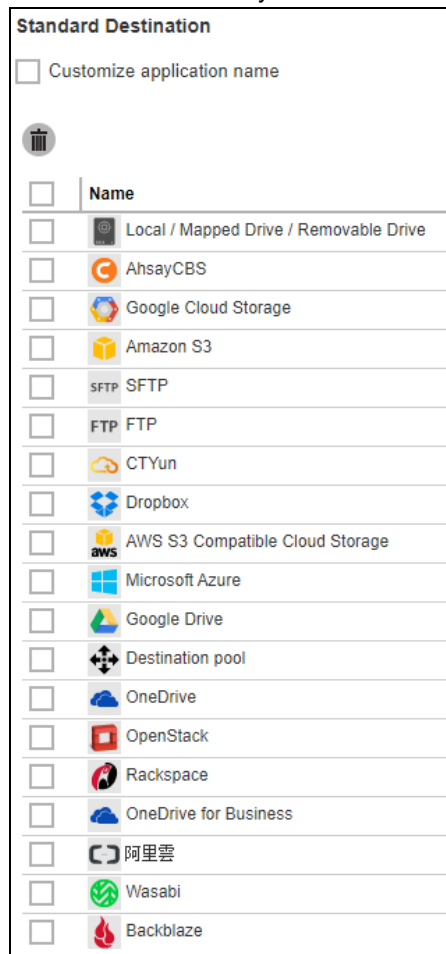 Standard Destination
Customize application name
Name
Local / Mapped Drive / Removable Drive
AhsayCBS
Google Cloud Storage
Amazon S3
SFTP SFTP
FTP FTP
CTYun
Dropbox
aws AWS S3 Compatible Cloud Storage
Microsoft Azure
Google Drive
Destination pool
OneDrive
OpenStack
Rackspace
OneDrive for Business
阿里雲
Wasabi
Backblaze